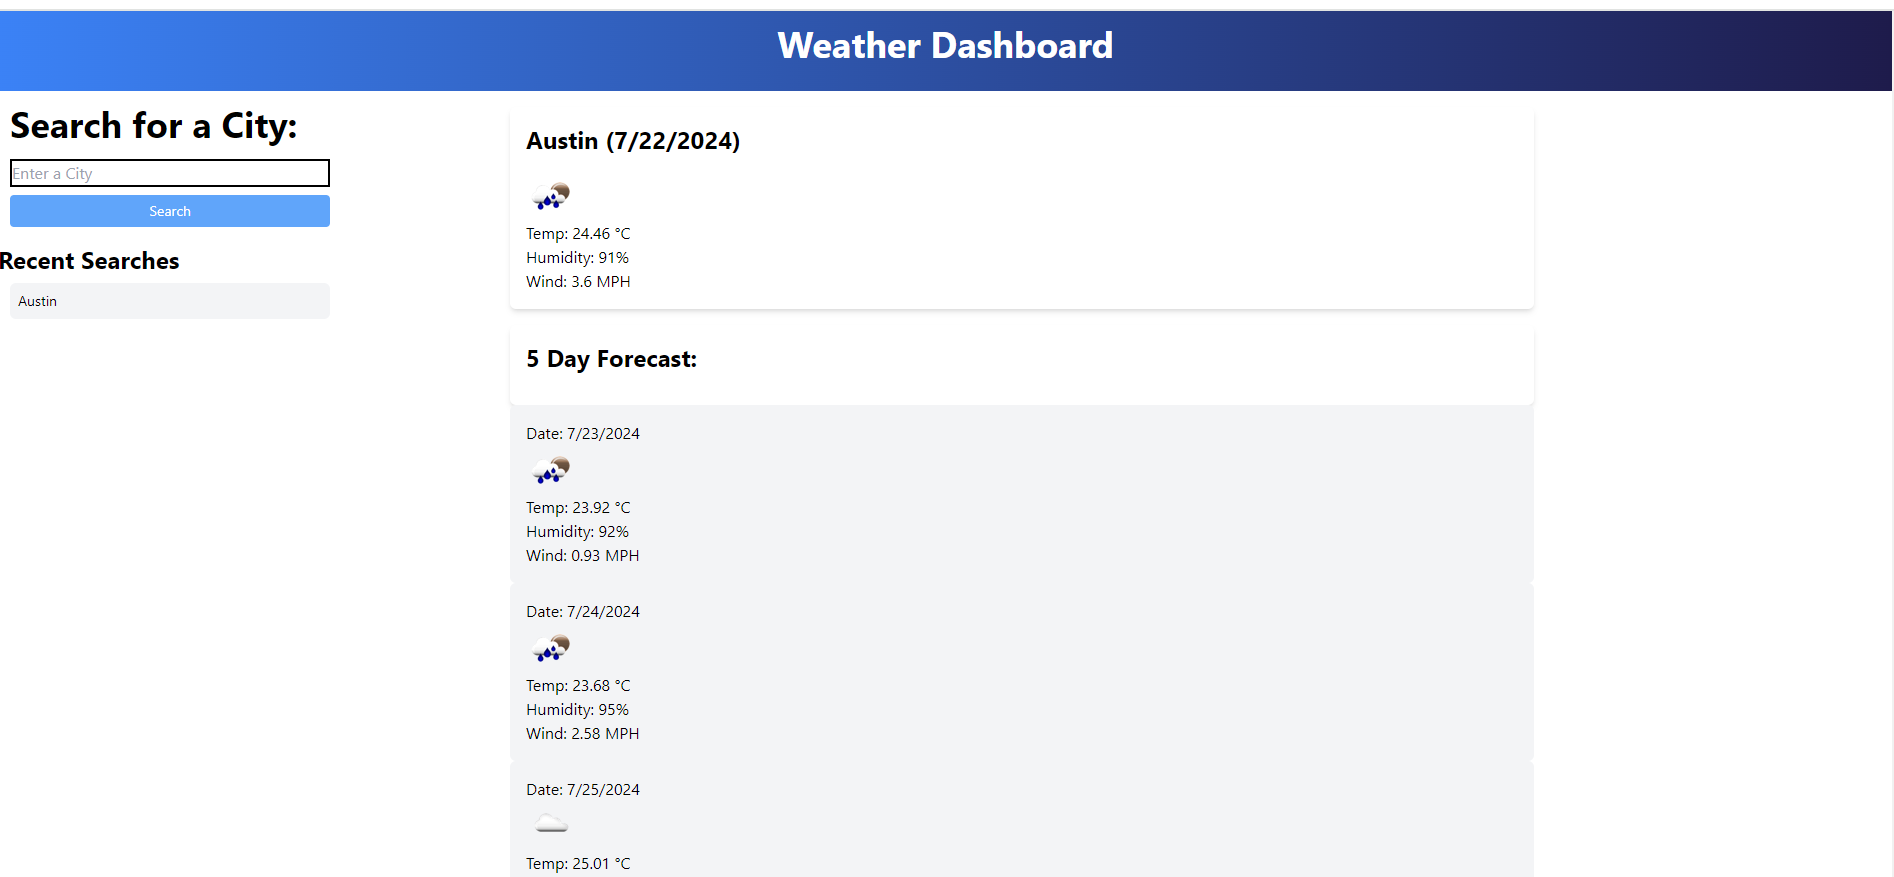 Weather Dashboard
Search for a City:
Enter a City
Search
Recent Searches
Austin
Austin (7/22/2024)
Temp: 24.46 °C
Humidity: 91%
Wind: 3.6 MPH
5 Day Forecast:
Date: 7/23/2024
Temp: 23.92 °C
Humidity: 92%
Wind: 0.93 MPH
Date: 7/24/2024
Temp: 23.68 °C
Humidity: 95%
Wind: 2.58 MPH
Date: 7/25/2024
Temp: 25.01 °C